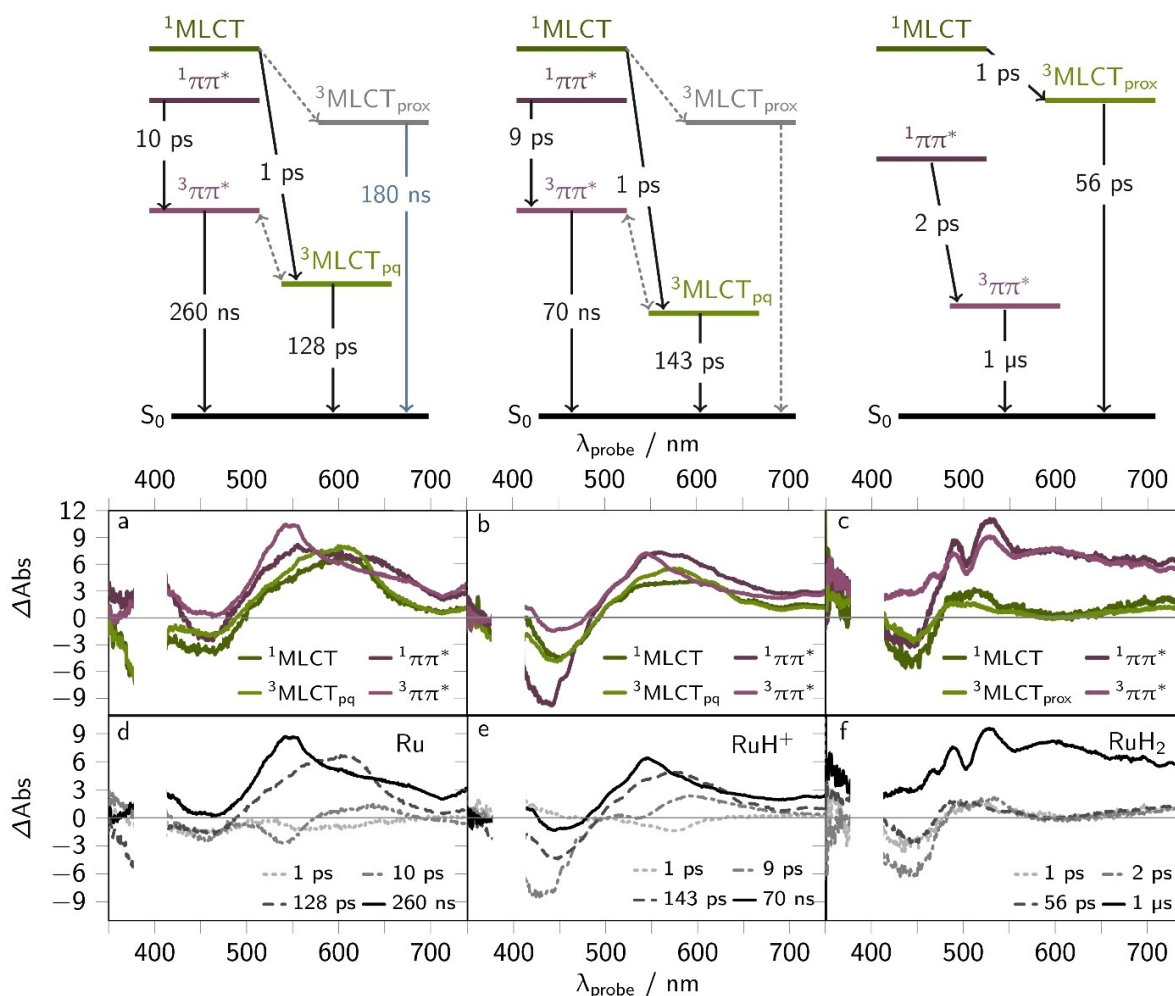 ¹MLCT ¹MLCT ¹MLCT
¹ππ* ¹ππ* 1 ps ³MLCTprox
³MLCTprox ³MLCTprox
10 ps 9 ps ¹ππ*
³ππ* 1 ps 180 ns ³ππ* 1 ps 56 ps
2 ps
³MLCTpq ³MLCTpq ³ππ*
260 ns 70 ns
128 ps 143 ps 1 µs
S₀ S₀ S₀
λprobe / nm
400 500 600 700 400 500 600 700 400 500 600 700
12 a b c
9
6
3
0
−3
−6
−9
ΔAbs
¹MLCT ¹ππ* ¹MLCT ¹ππ* ¹MLCT ¹ππ*
³MLCTpq ³ππ* ³MLCTpq ³ππ* ³MLCTprox ³ππ*
d Ru e RuH⁺ f RuH₂
9
6
3
0
−3
−6
−9
ΔAbs
1 ps 10 ps 1 ps 9 ps 1 ps 2 ps
128 ps 260 ns 143 ps 70 ns 56 ps 1 µs
400 500 600 700 400 500 600 700 400 500 600 700
λprobe / nm